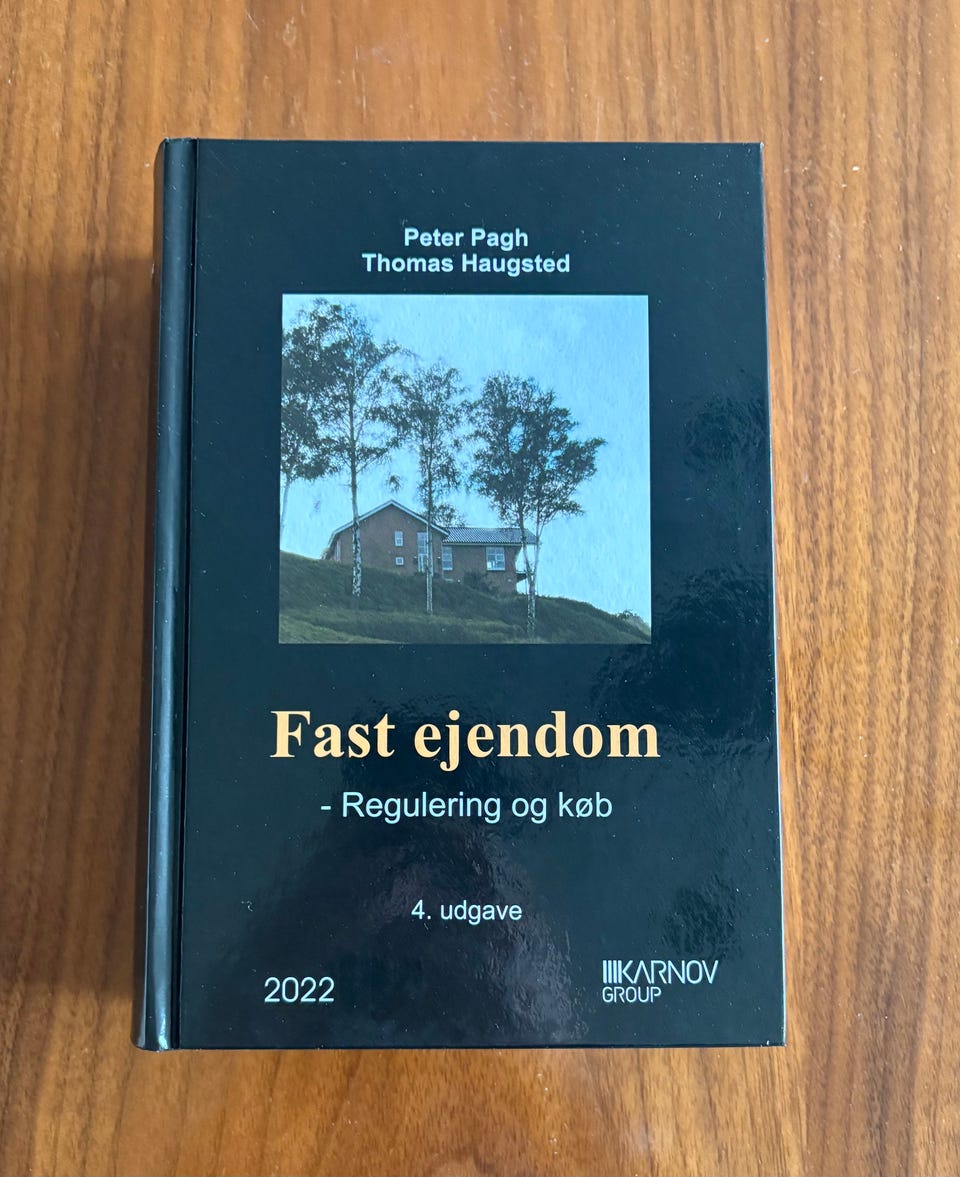 Peter Pagh
Thomas Haugsted
Fast ejendom
- Regulering og køb
4. udgave
2022
KARNOV
GROUP